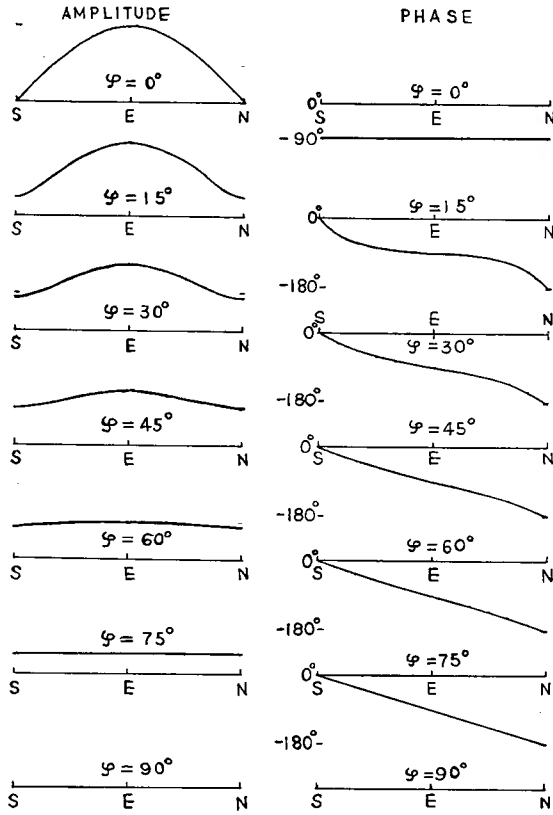 AMPLITUDE
φ = 0°
S E N
φ = 15°
S E N
φ = 30°
S E N
φ = 45°
S E N
φ = 60°
S E N
φ = 75°
S E N
φ = 90°
S E N
PHASE
φ = 0°
0°
S E N
-90°
φ = 15°
0°
E N
-180°
S E N
0°
φ = 30°
-180°
φ = 45°
0°
S E N
-180°
φ = 60°
0°
S E N
-180°
φ = 75°
0°
S E N
-180°
φ = 90°
S E N